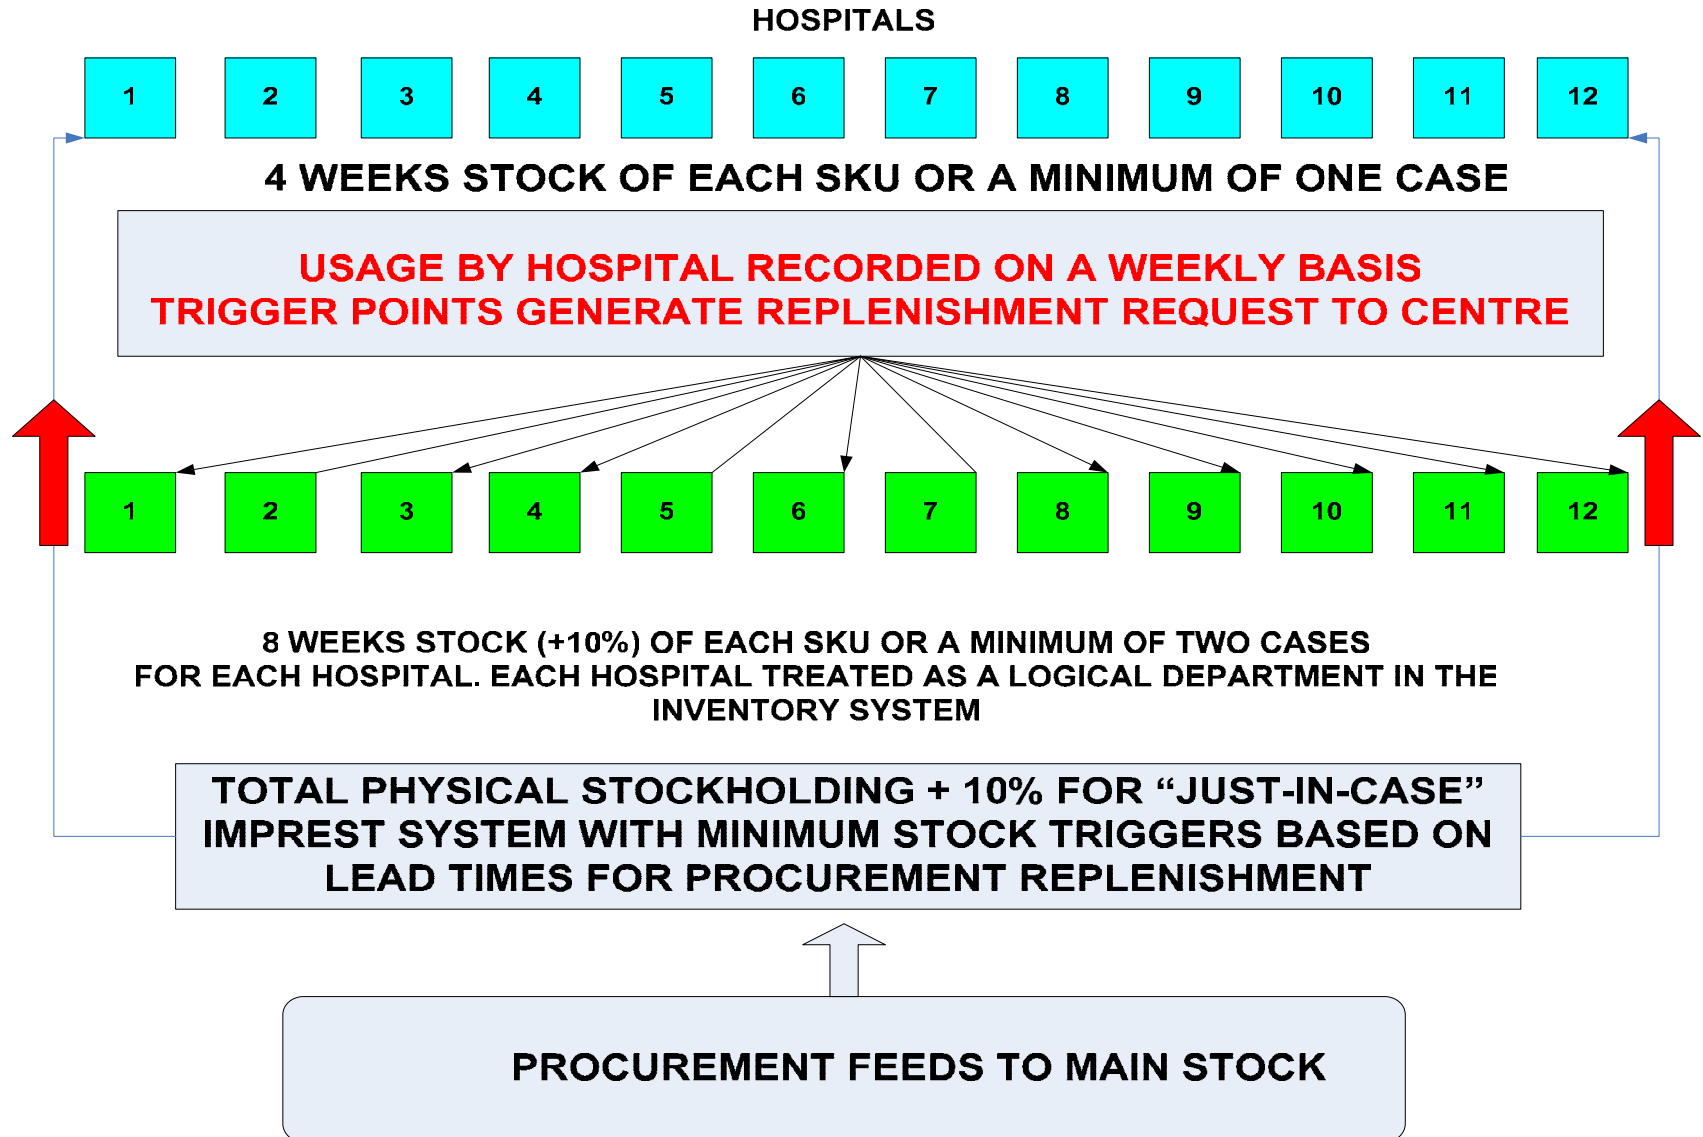 HOSPITALS
1 2 3 4 5 6 7 8 9 10 11 12
4 WEEKS STOCK OF EACH SKU OR A MINIMUM OF ONE CASE
USAGE BY HOSPITAL RECORDED ON A WEEKLY BASIS
TRIGGER POINTS GENERATE REPLENISHMENT REQUEST TO CENTRE
1 2 3 4 5 6 7 8 9 10 11 12
8 WEEKS STOCK (+10%) OF EACH SKU OR A MINIMUM OF TWO CASES
FOR EACH HOSPITAL. EACH HOSPITAL TREATED AS A LOGICAL DEPARTMENT IN THE
INVENTORY SYSTEM
TOTAL PHYSICAL STOCKHOLDING + 10% FOR “JUST-IN-CASE”
IMPREST SYSTEM WITH MINIMUM STOCK TRIGGERS BASED ON
LEAD TIMES FOR PROCUREMENT REPLENISHMENT
PROCUREMENT FEEDS TO MAIN STOCK